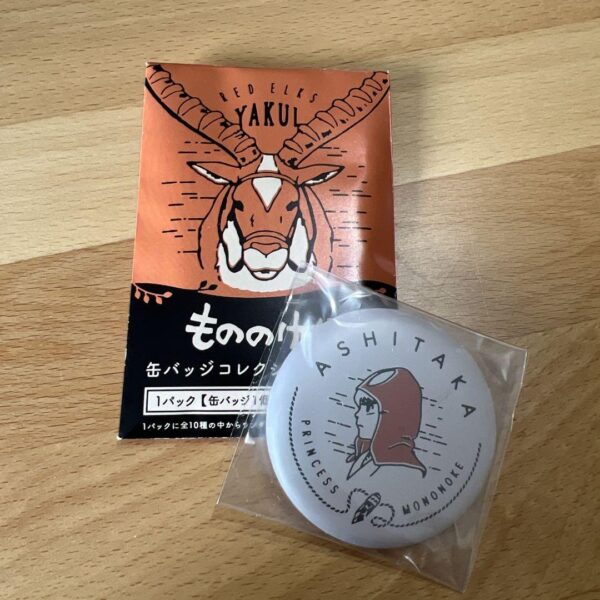 RED ELKS
YAKUL
もののけ
缶バッジコレクシ
1パック【缶バッジ1個
1パックに全10種の中からラン
ASHITAKA
PRINCESS MONONOKE